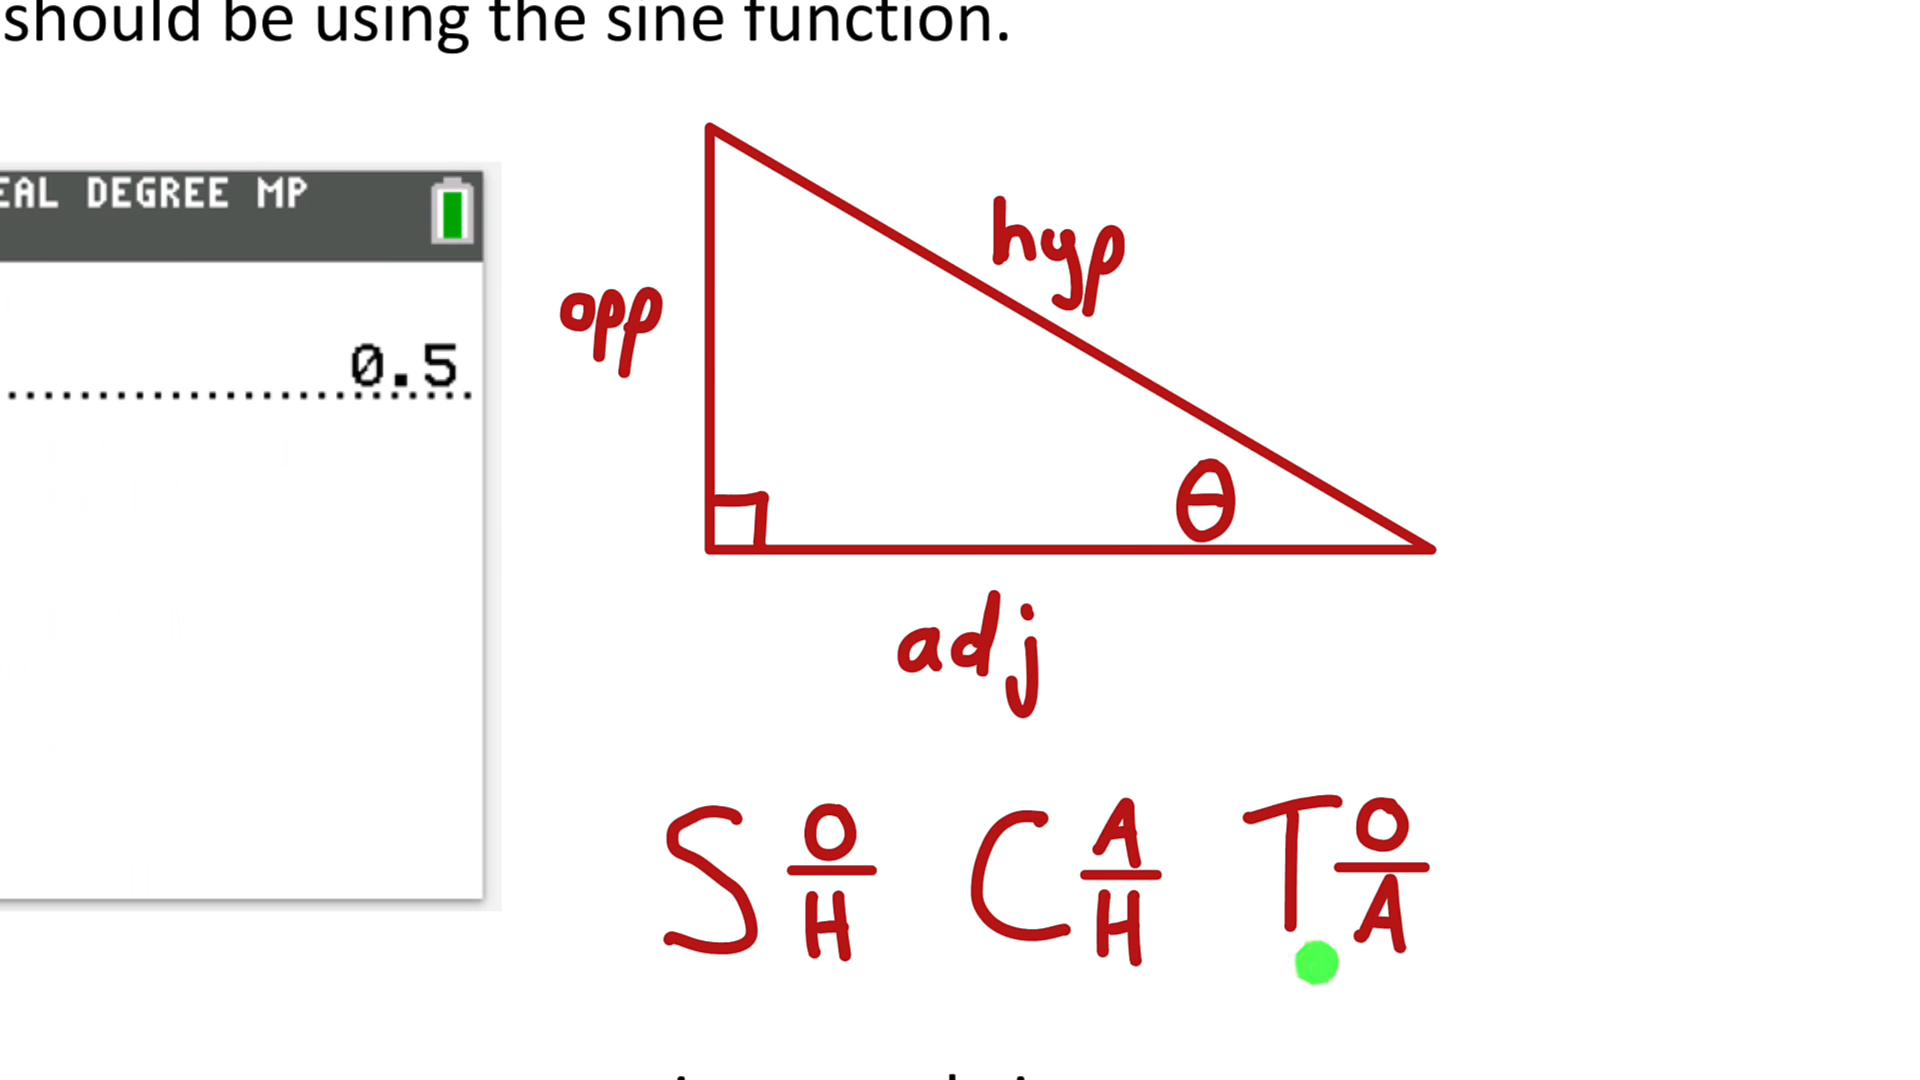 should be using the sine function.
EAL DEGREE MP
0.5
hyp
opp
θ
adj
S O/H C A/H T O/A